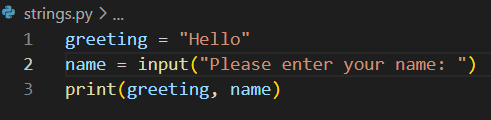 strings.py > ...
1 greeting = "Hello"
2 name = input("Please enter your name: ")
3 print(greeting, name)